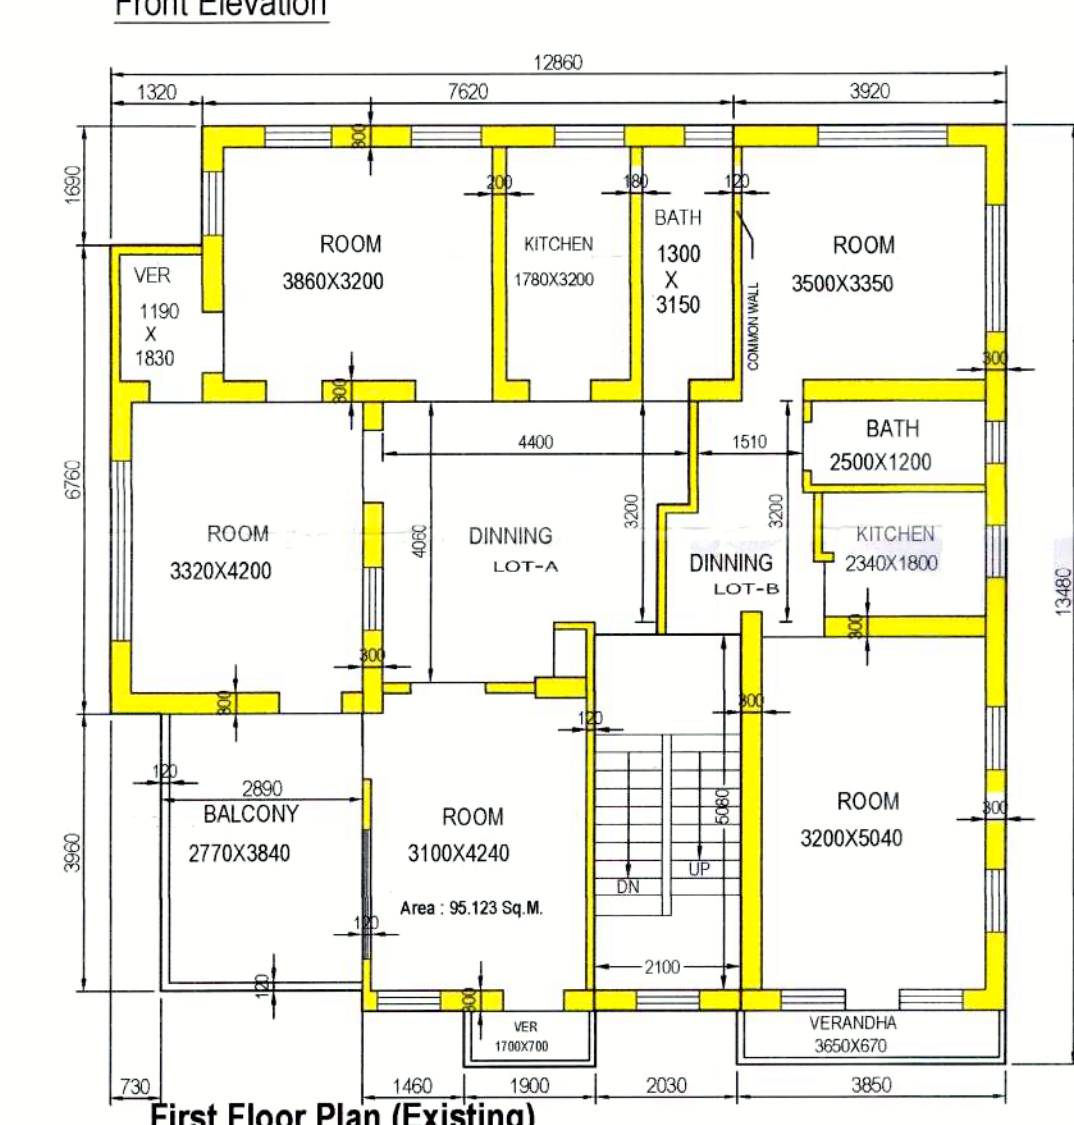 Front Elevation
12860
1320
7620
3920
300
1690
200
180
120
ROOM
3860X3200
KITCHEN
1780X3200
BATH
1300
X
3150
ROOM
3500X3350
VER
1190
X
1830
COMMON WALL
300
300
4400
1510
BATH
2500X1200
6760
4060
3200
3200
ROOM
3320X4200
DINNING
LOT-A
DINNING
LOT-B
KITCHEN
2340X1800
13480
300
300
300
300
120
120
2890
BALCONY
2770X3840
3960
ROOM
3100X4240
Area : 95.123 Sq.M.
120
5080
DN
UP
ROOM
3200X5040
300
120
300
2100
VER
1700X700
VERANDHA
3650X670
730
1460
1900
2030
3850
First Floor Plan (Existing)